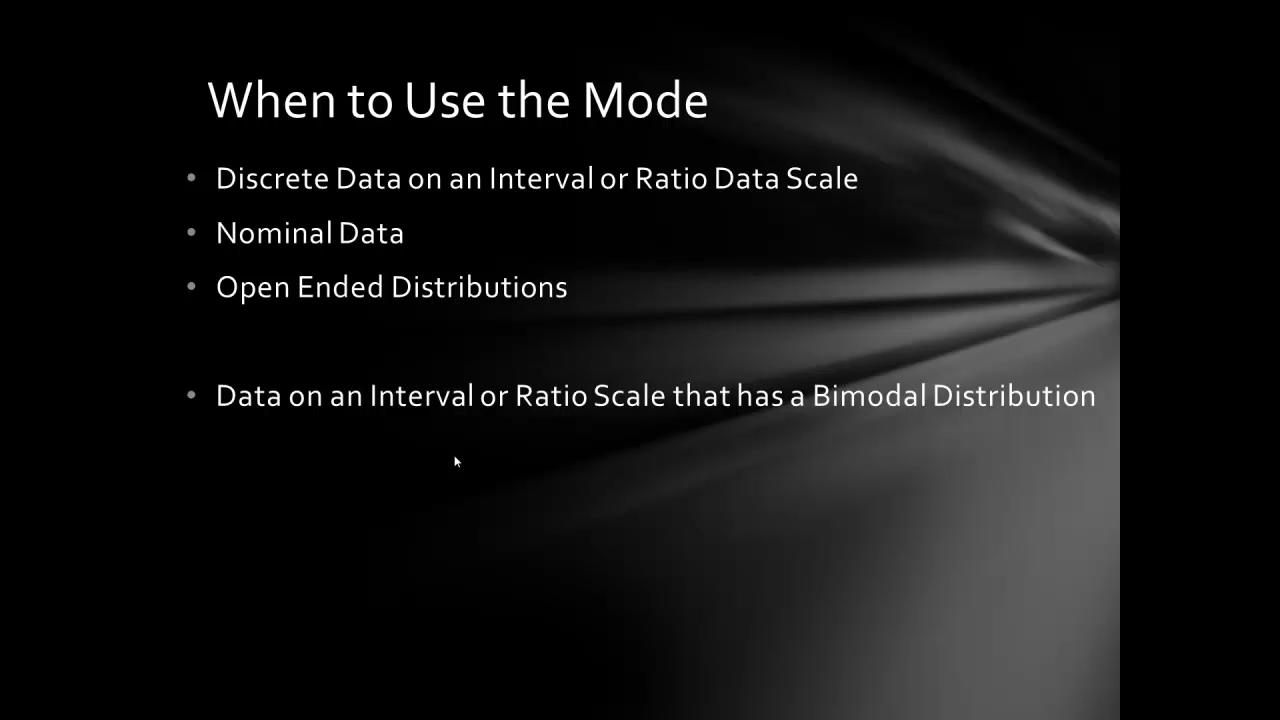 When to Use the Mode
• Discrete Data on an Interval or Ratio Data Scale
• Nominal Data
• Open Ended Distributions
• Data on an Interval or Ratio Scale that has a Bimodal Distribution